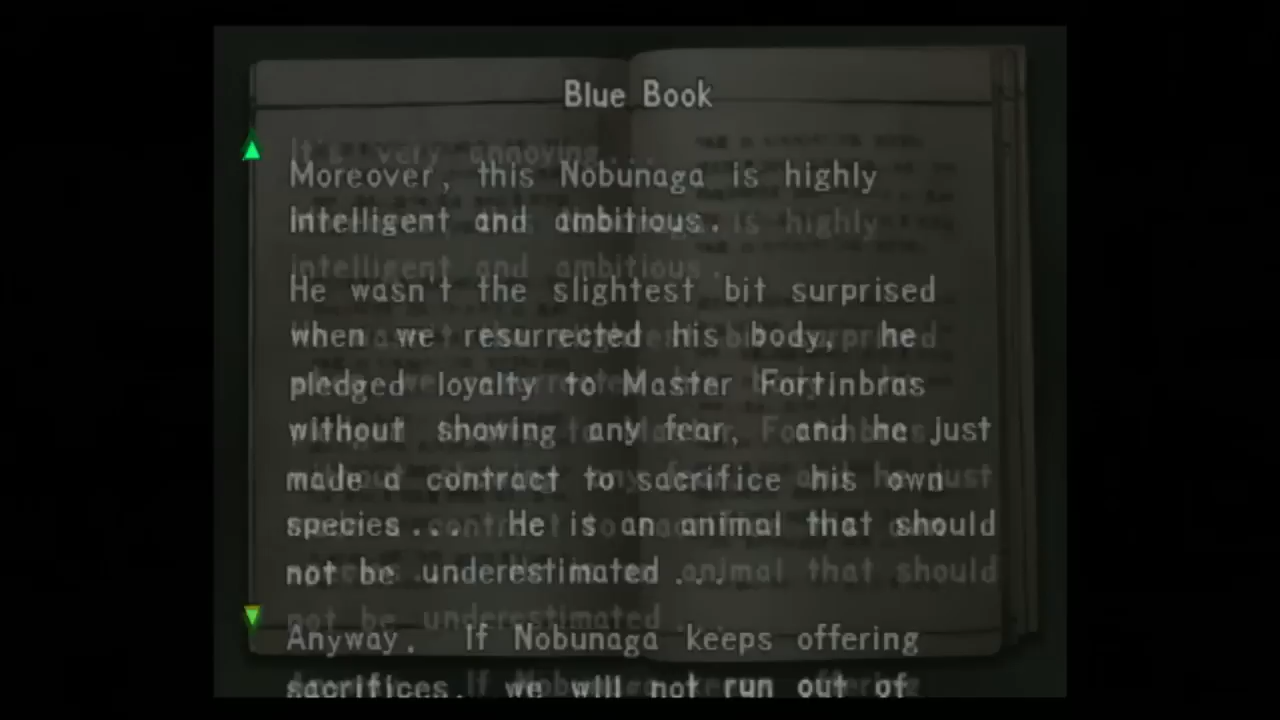 Blue Book
It's very annoying...
Moreover, this Nobunaga is highly
intelligent and ambitious.
He wasn't the slightest bit surprised
when we resurrected his body, he
pledged loyalty to Master Fortinbras
without showing any fear, and he just
made a contract to sacrifice his own
species... He is an animal that should
not be underestimated ...
Anyway. If Nobunaga keeps offering
sacrifices, we will not run out of